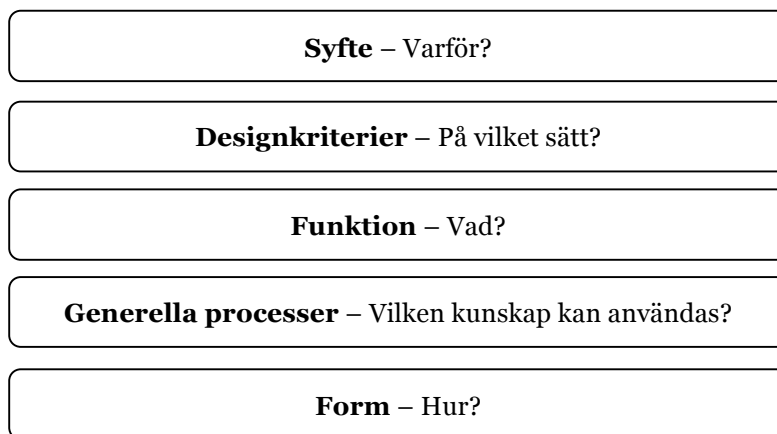 Syfte – Varför?
Designkriterier – På vilket sätt?
Funktion – Vad?
Generella processer – Vilken kunskap kan användas?
Form – Hur?